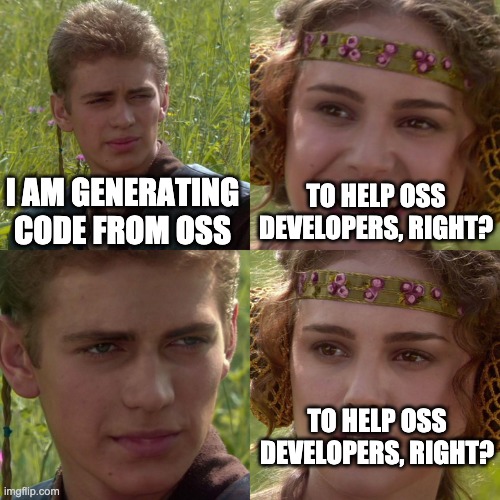 I AM GENERATING
CODE FROM OSS
TO HELP OSS
DEVELOPERS, RIGHT?
TO HELP OSS
DEVELOPERS, RIGHT?
imgflip.com